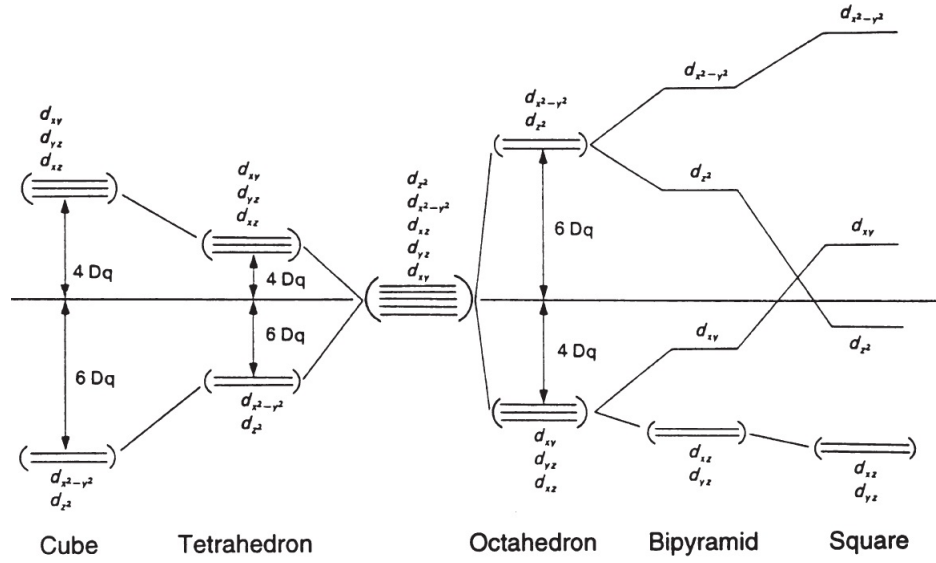 d_{xy}
d_{yz}
d_{xz}
4 Dq
6 Dq
d_{x²-y²}
d_{z²}
Cube
d_{xy}
d_{yz}
d_{xz}
4 Dq
6 Dq
d_{x²-y²}
d_{z²}
Tetrahedron
d_{z²}
d_{x²-y²}
d_{xz}
d_{yz}
d_{xy}
d_{x²-y²}
d_{z²}
6 Dq
4 Dq
d_{xy}
d_{yz}
d_{xz}
Octahedron
d_{x²-y²}
d_{z²}
d_{xy}
d_{xz}
d_{yz}
Bipyramid
d_{x²-y²}
d_{xy}
d_{z²}
d_{xz}
d_{yz}
Square